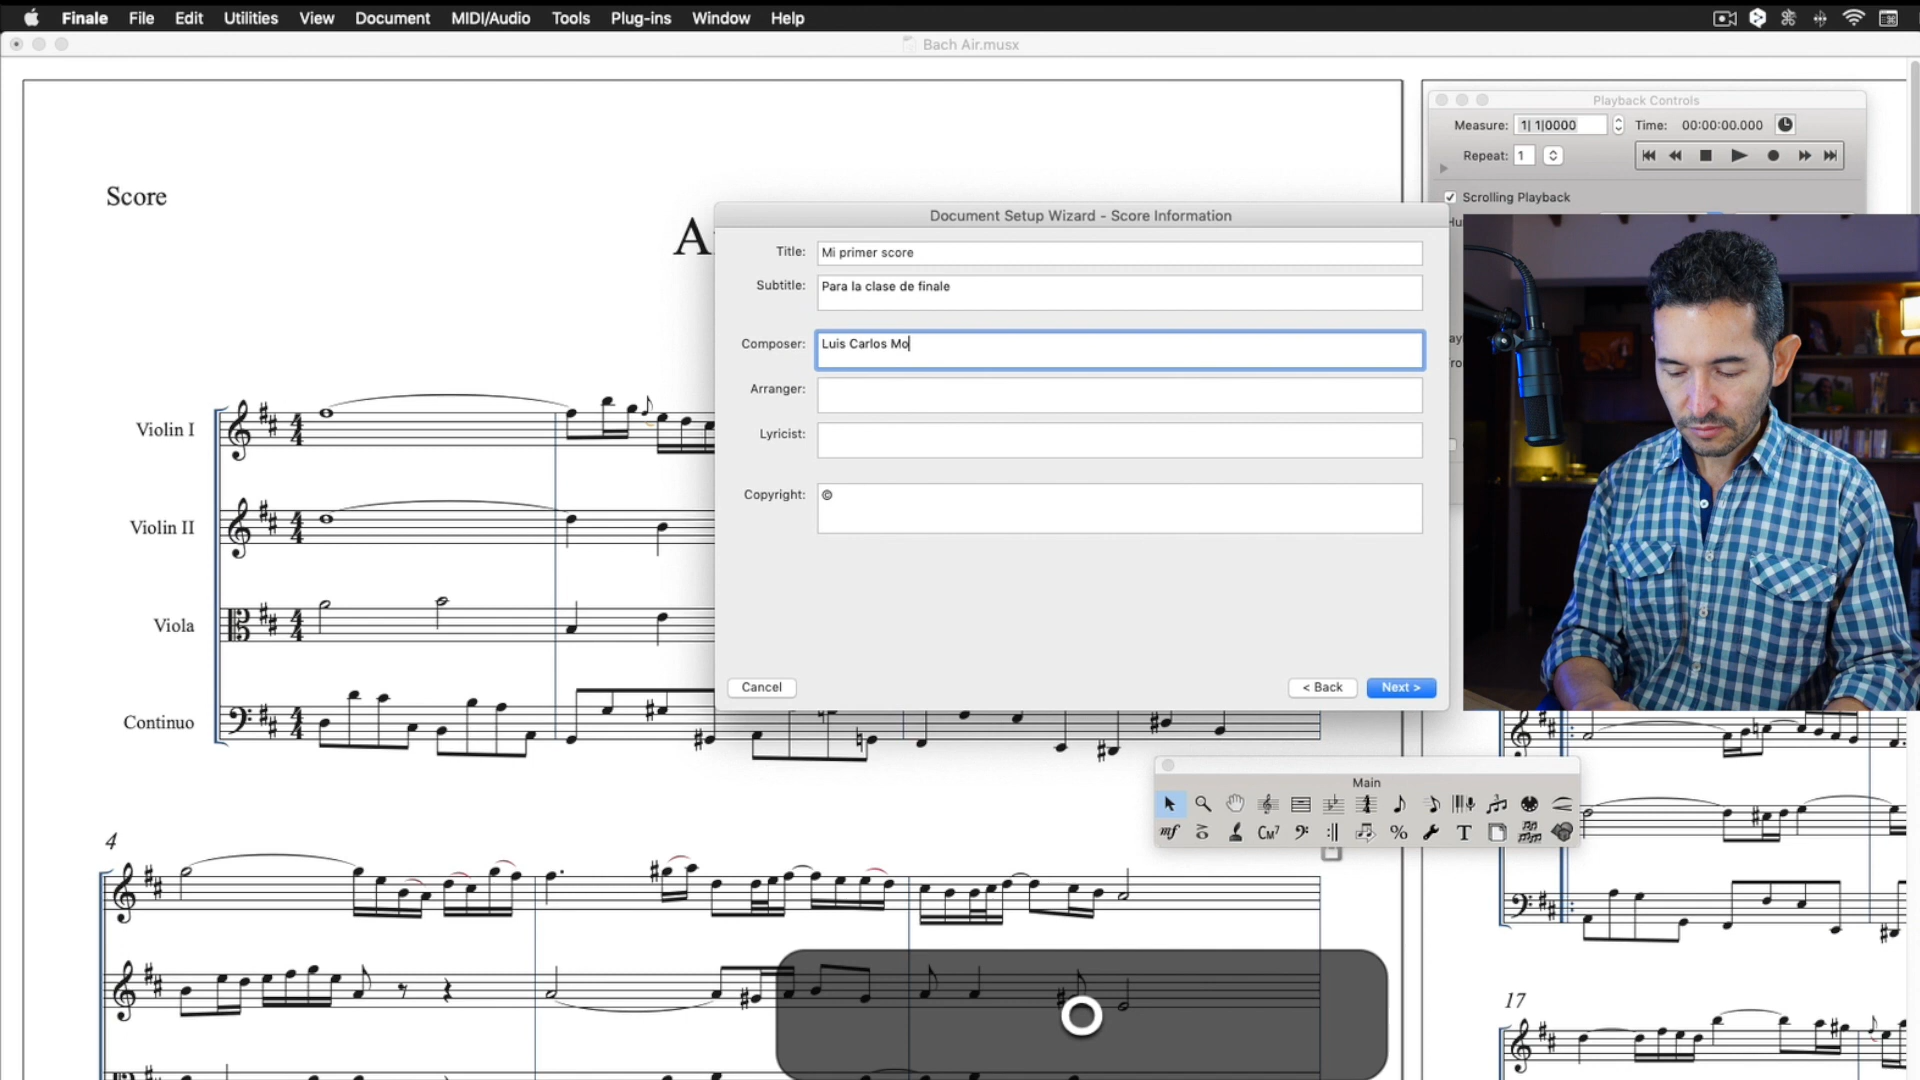 Finale File Edit Utilities View Document MIDI/Audio Tools Plug-ins Window Help
Bach Air.musx
Score
Playback Controls
Measure: 1| 1|0000 Time: 00:00:00.000
Repeat: 1
Scrolling Playback
Document Setup Wizard - Score Information
Title: Mi primer score
Subtitle: Para la clase de finale
Composer: Luis Carlos Mo
Arranger:
Lyricist:
Copyright: ©
Cancel < Back Next >
Violin I
Violin II
Viola
Continuo
Main
mf CM7 % T
4
17